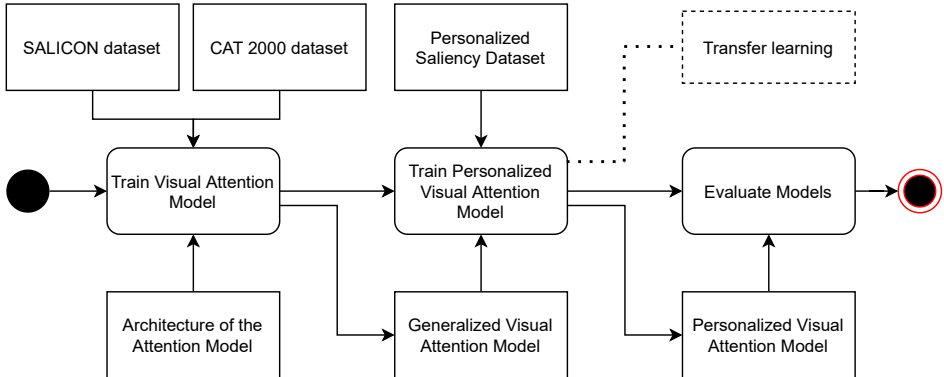 SALICON dataset
CAT 2000 dataset
Personalized
Saliency Dataset
Transfer learning
Train Visual Attention
Model
Train Personalized
Visual Attention
Model
Evaluate Models
Architecture of the
Attention Model
Generalized Visual
Attention Model
Personalized Visual
Attention Model